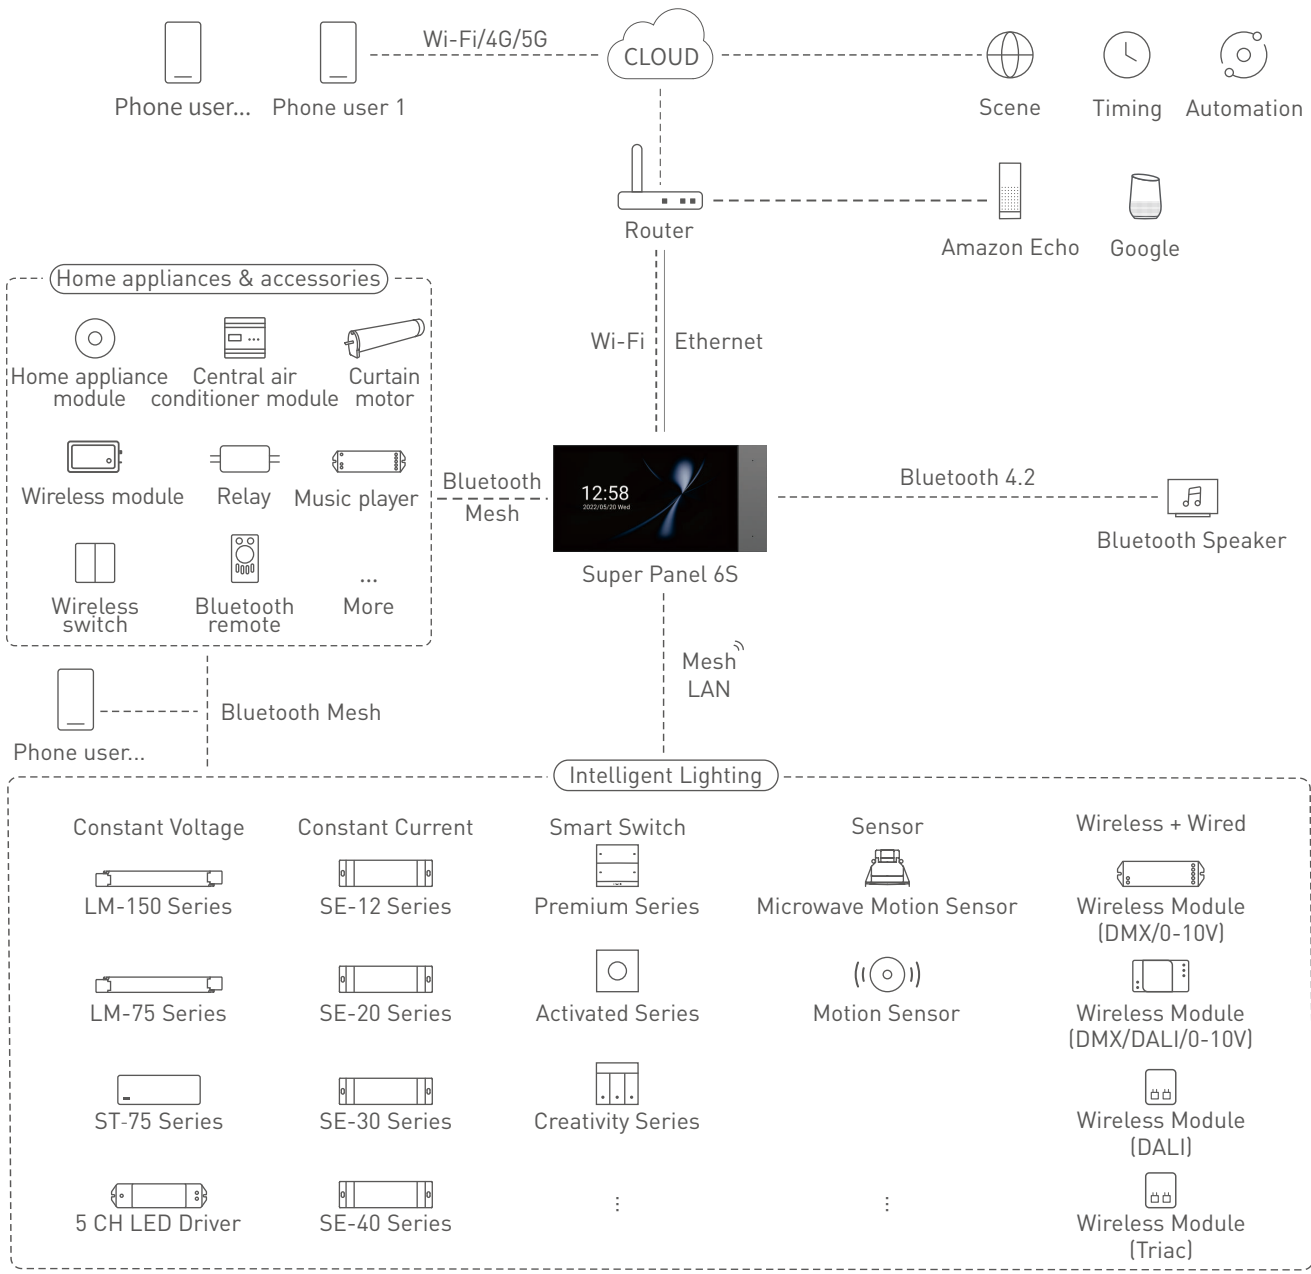 Wi-Fi/4G/5G
CLOUD
Phone user...
Phone user 1
Scene
Timing
Automation
Router
Amazon Echo
Google
Home appliances & accessories
Wi-Fi
Ethernet
Home appliance
module
Central air
conditioner module
Curtain
motor
Wireless module
Relay
Music player
Wireless
switch
Bluetooth
remote
...
More
Bluetooth
Mesh
12:58
2022/05/20 Wed
Super Panel 6S
Bluetooth 4.2
Bluetooth Speaker
Mesh
LAN
Phone user...
Bluetooth Mesh
Intelligent Lighting
Constant Voltage
LM-150 Series
LM-75 Series
ST-75 Series
5 CH LED Driver
Constant Current
SE-12 Series
SE-20 Series
SE-30 Series
SE-40 Series
Smart Switch
Premium Series
Activated Series
Creativity Series
⋮
Sensor
Microwave Motion Sensor
Motion Sensor
⋮
Wireless + Wired
Wireless Module
(DMX/0-10V)
Wireless Module
(DMX/DALI/0-10V)
Wireless Module
(DALI)
Wireless Module
(Triac)